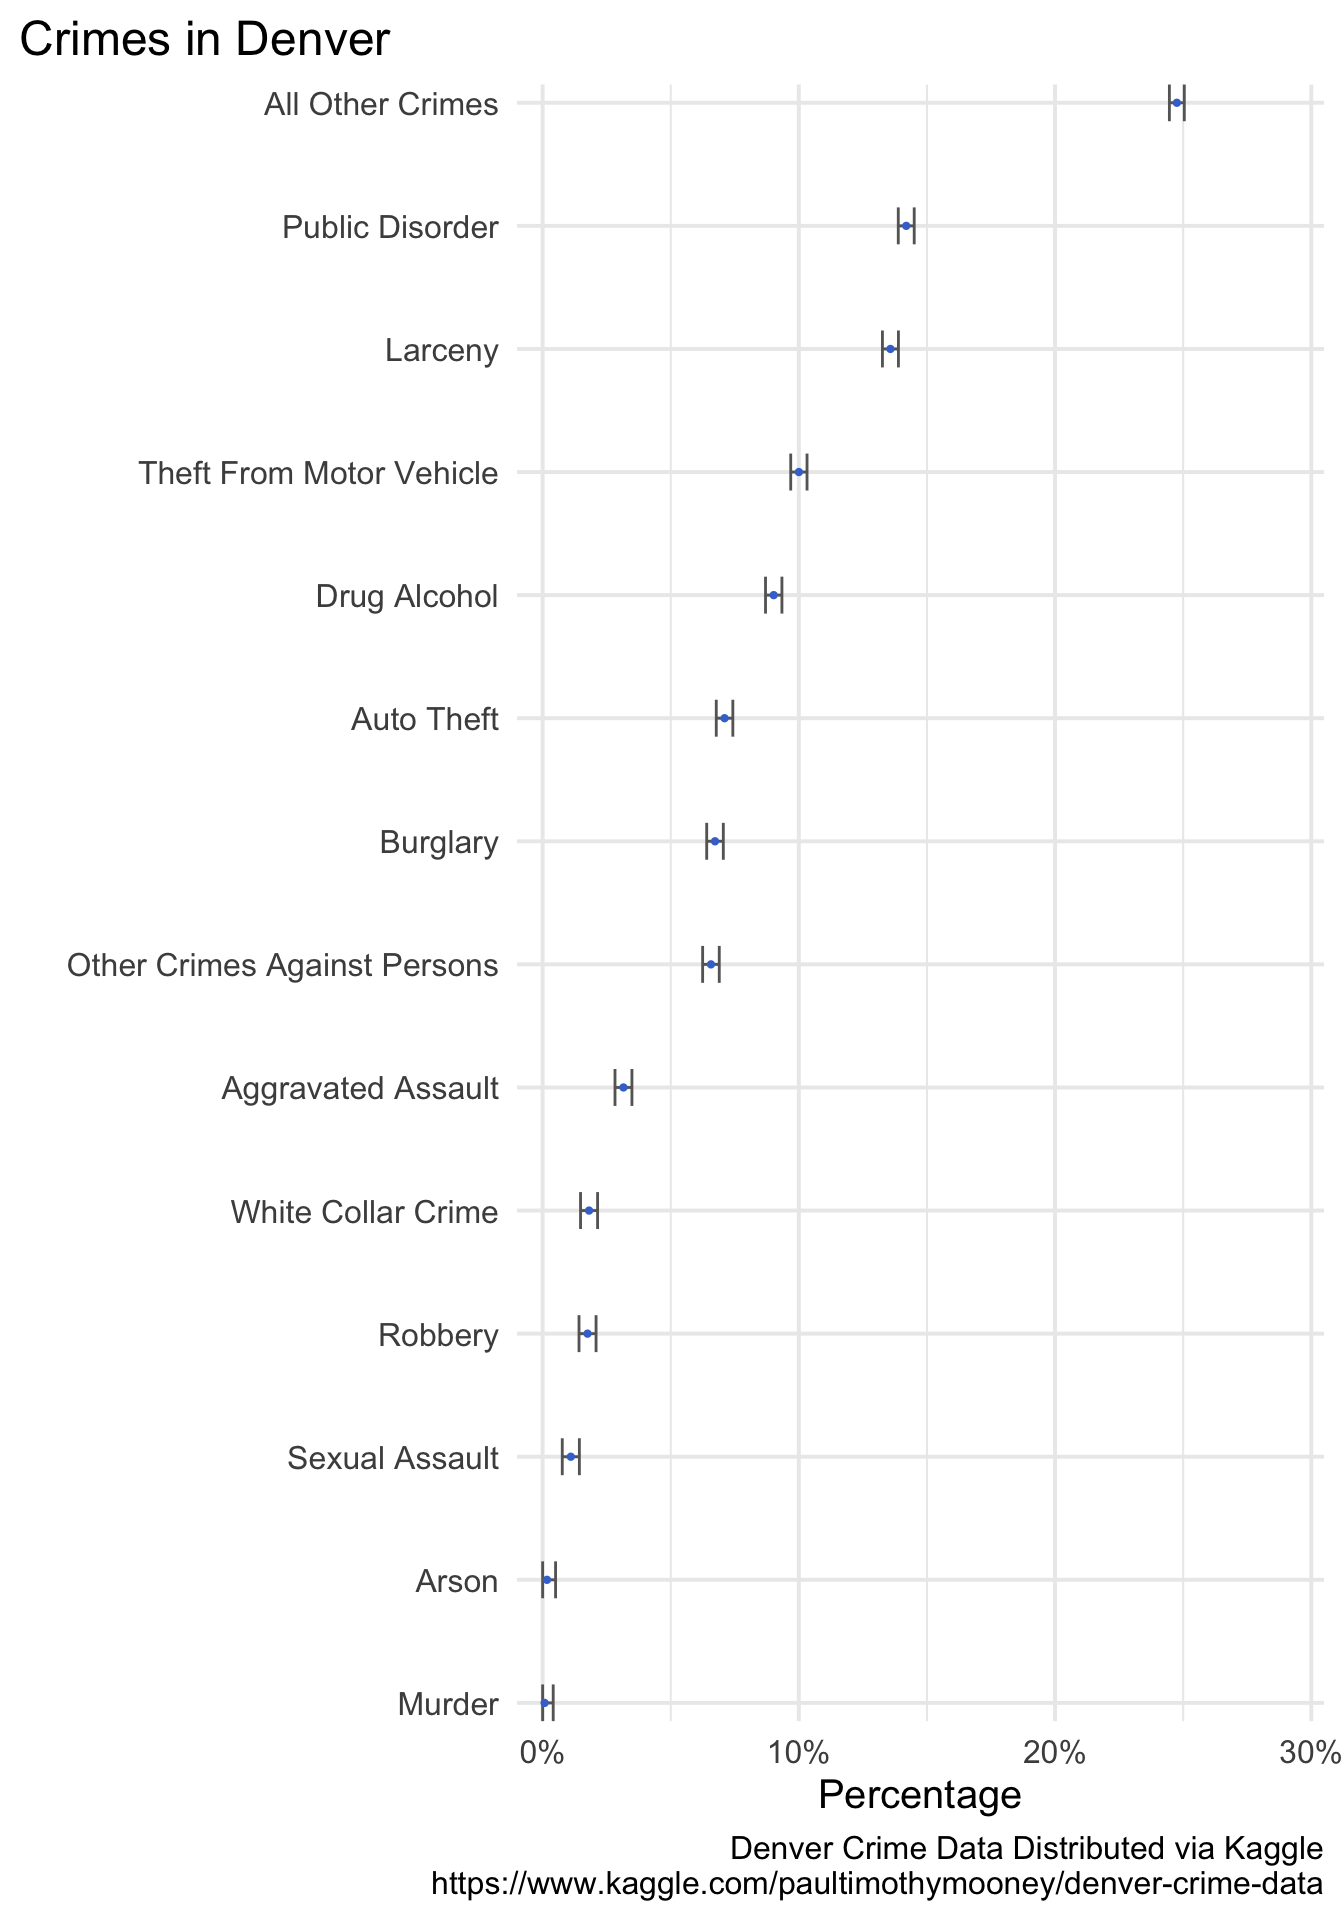 Crimes in Denver
All Other Crimes
Public Disorder
Larceny
Theft From Motor Vehicle
Drug Alcohol
Auto Theft
Burglary
Other Crimes Against Persons
Aggravated Assault
White Collar Crime
Robbery
Sexual Assault
Arson
Murder
0% 10% 20% 30%
Percentage
Denver Crime Data Distributed via Kaggle
https://www.kaggle.com/paultimothymooney/denver-crime-data